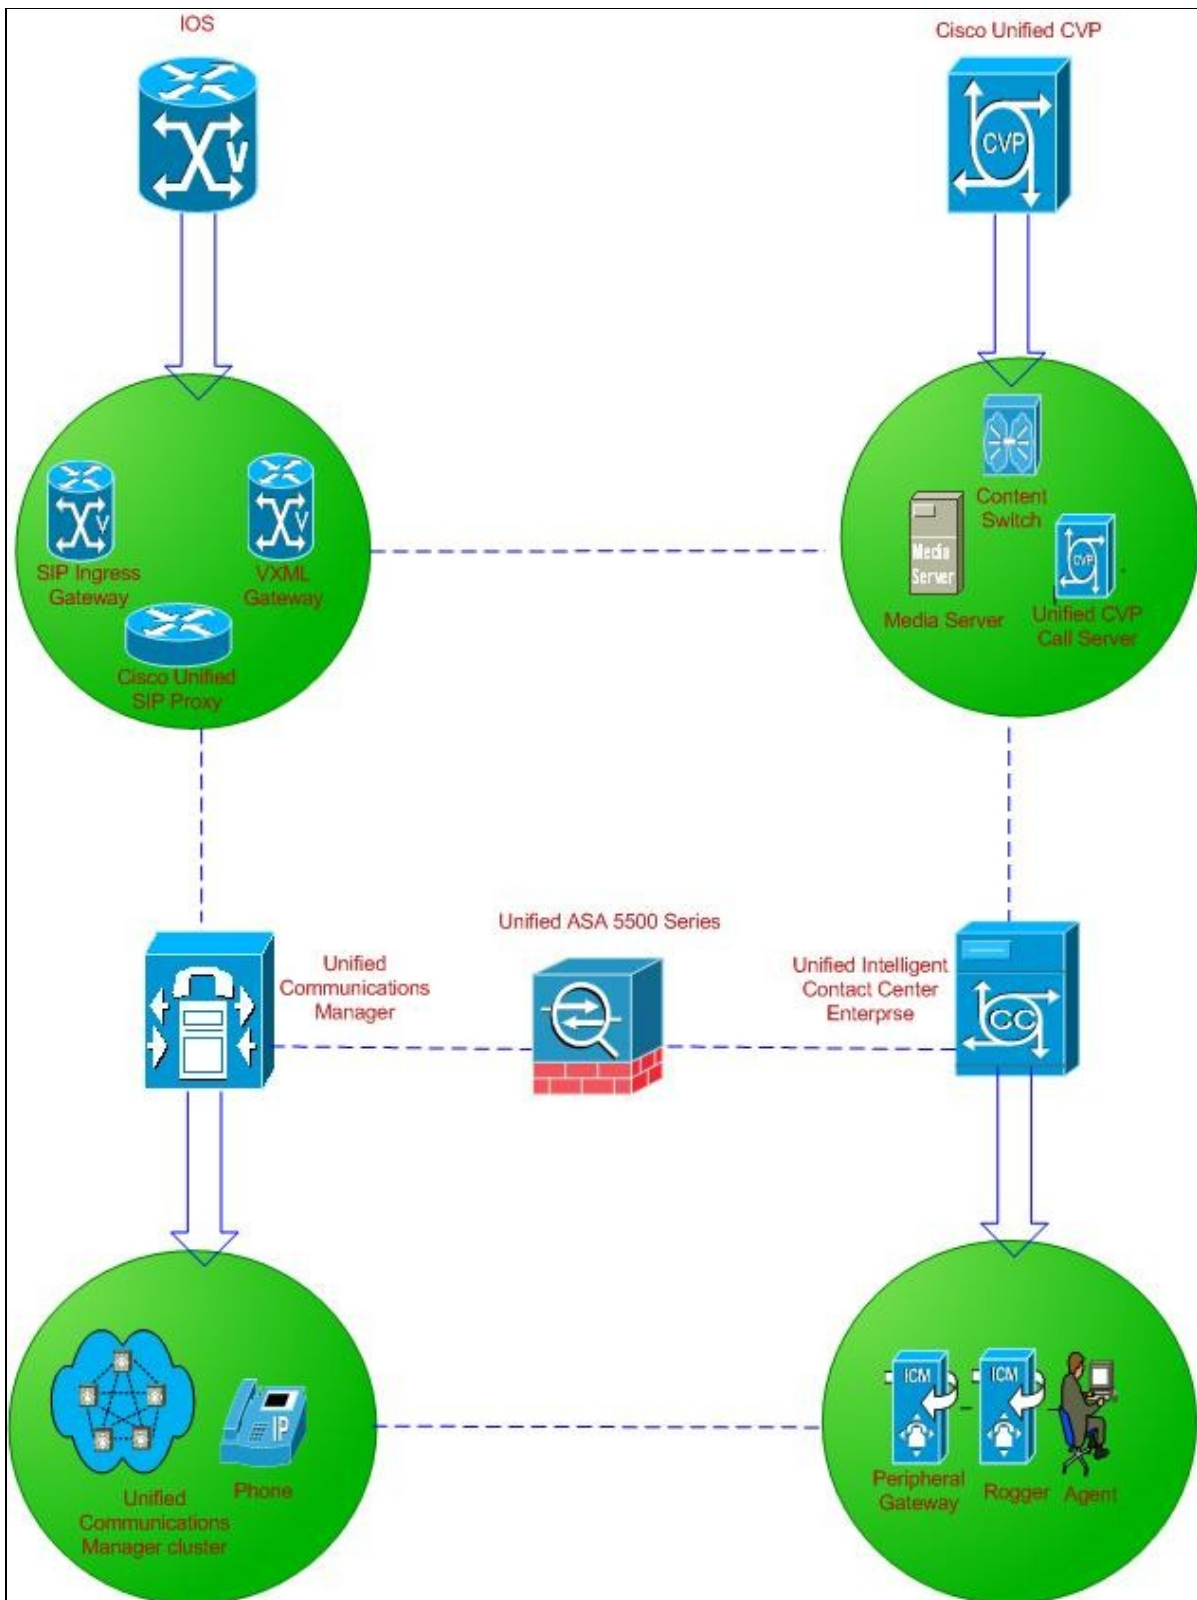 IOS
Cisco Unified CVP
V
CVP
Content
Switch
V
V
Media
Server
CVP
SIP Ingress
Gateway
VXML
Gateway
Media Server
Unified CVP
Call Server
Cisco Unified
SIP Proxy
Unified ASA 5500 Series
Unified
Communications
Manager
Unified Intelligent
Contact Center
Enterprse
CC
ICM
ICM
IP
Phone
Unified
Communications
Manager cluster
Peripheral
Gateway
Rogger
Agent